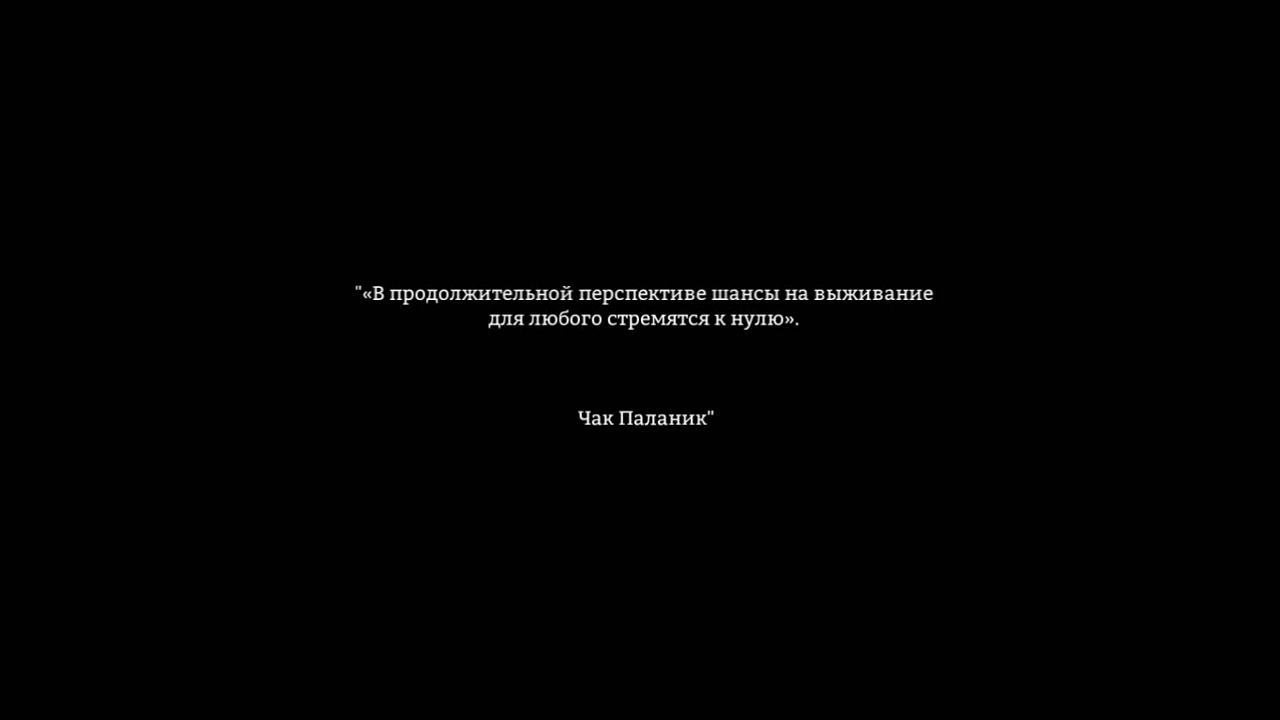 "«В продолжительной перспективе шансы на выживание
для любого стремятся к нулю».
Чак Паланик"